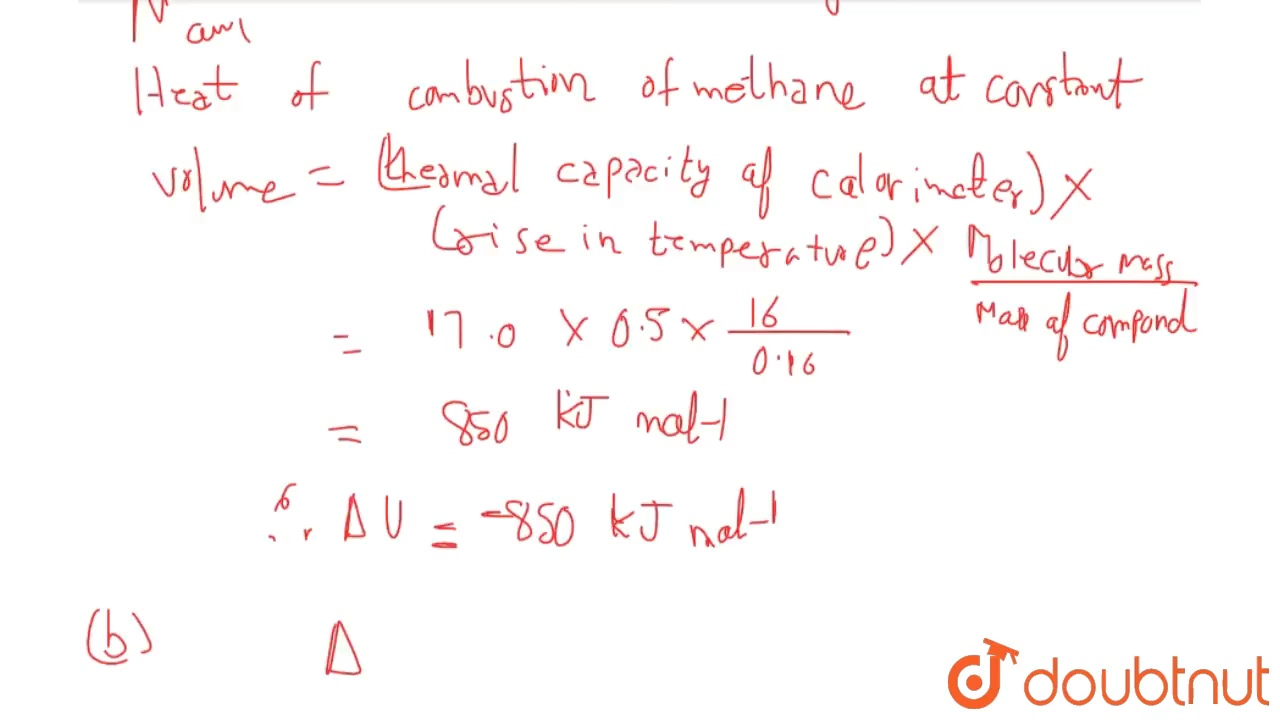 Heat of combustion of methane at constant
volume = (thermal capacity of calorimeter) ×
(rise in temperature) × Molecular mass
Mass of compond
= 17.0 × 0.5 × 16
0.16
= 850 kJ mol-1
∴ ΔU = -850 kJ mol-1
(b) Δ
doubtnut